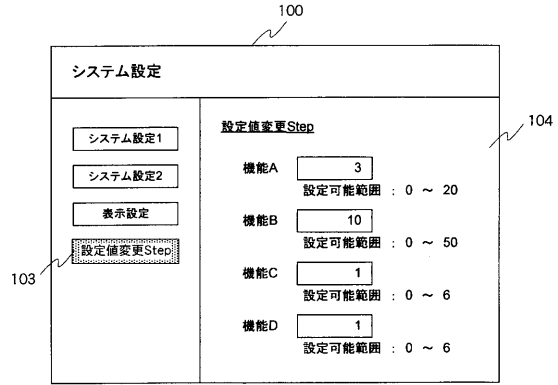 100
システム設定
システム設定1
システム設定2
表示設定
設定値変更Step
103
設定値変更Step
104
機能A 3
設定可能範囲 : 0 ～ 20
機能B 10
設定可能範囲 : 0 ～ 50
機能C 1
設定可能範囲 : 0 ～ 6
機能D 1
設定可能範囲 : 0 ～ 6